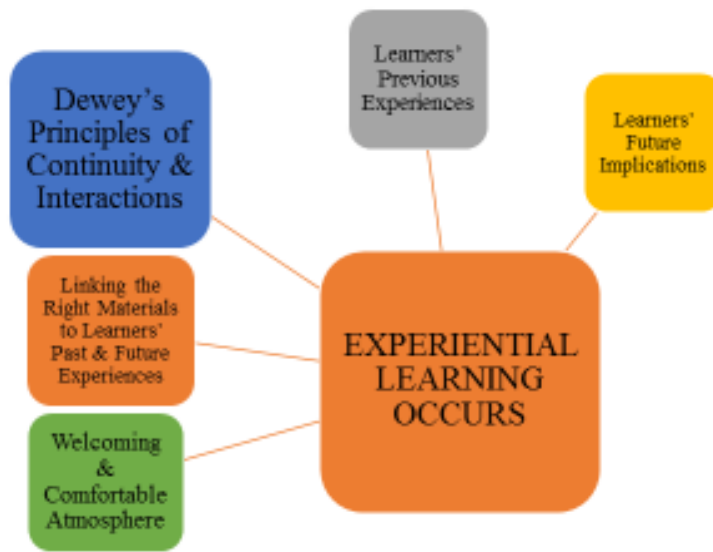 Dewey's
Principles of
Continuity &
Interactions
Learners'
Previous
Experiences
Learners'
Future
Implications
Linking the
Right Materials
to Learners'
Past & Future
Experiences
EXPERIENTIAL
LEARNING
OCCURS
Welcoming
&
Comfortable
Atmosphere